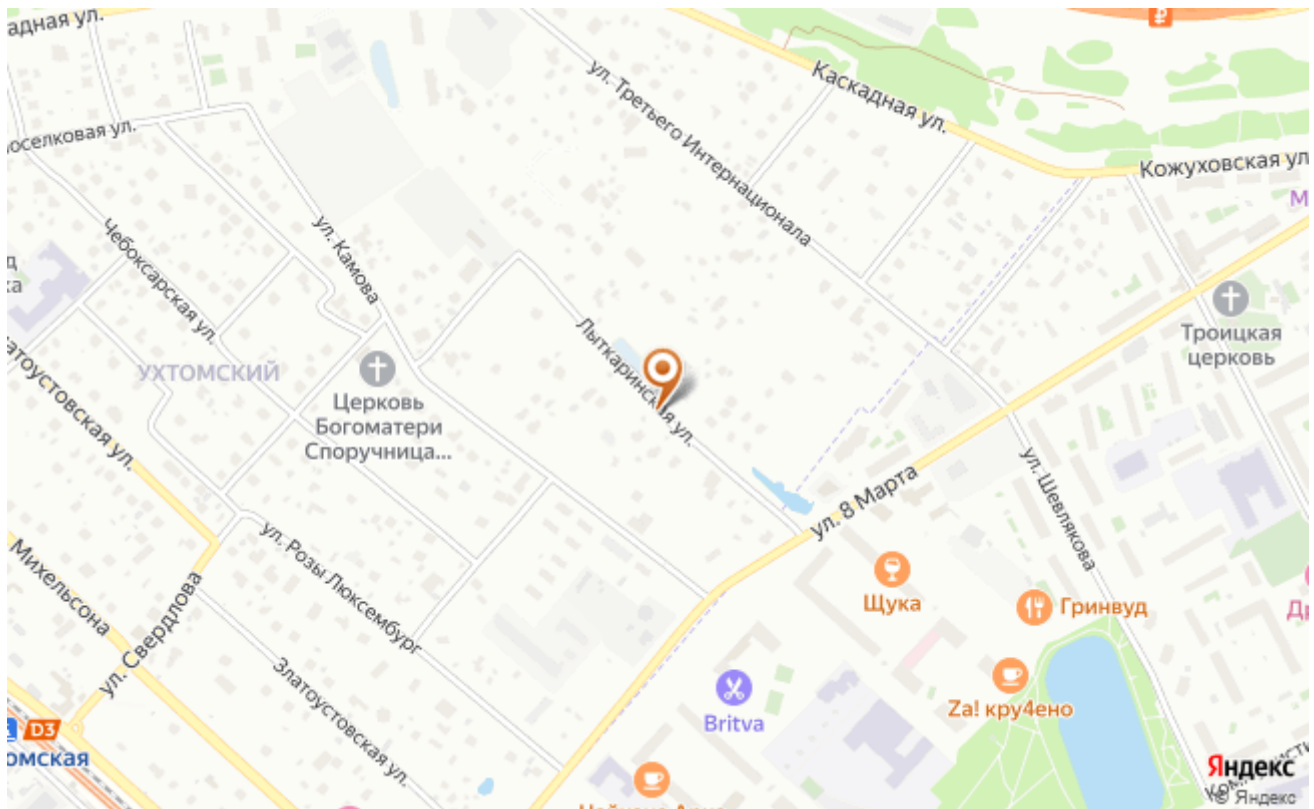 адная ул.
ул. Третьего Интернационала
Каскадная ул.
₽
Кожуховская ул
М
оселковая ул.
Чебоксарская ул.
ул. Камова
д
ка
Троицкая
церковь
Лыткаринская ул.
УХТОМСКИЙ
Церковь
Богоматери
Споручница...
латоустовская ул.
ул. 8 Марта
ул. Шевлякова
ул. Розы Люксембург
Михельсона
ул. Свердлова
Златоустовская ул.
Щука
Гринвуд
Др
Britva
Za! кру4ено
D3
омская
Яндекс
© Яндекс